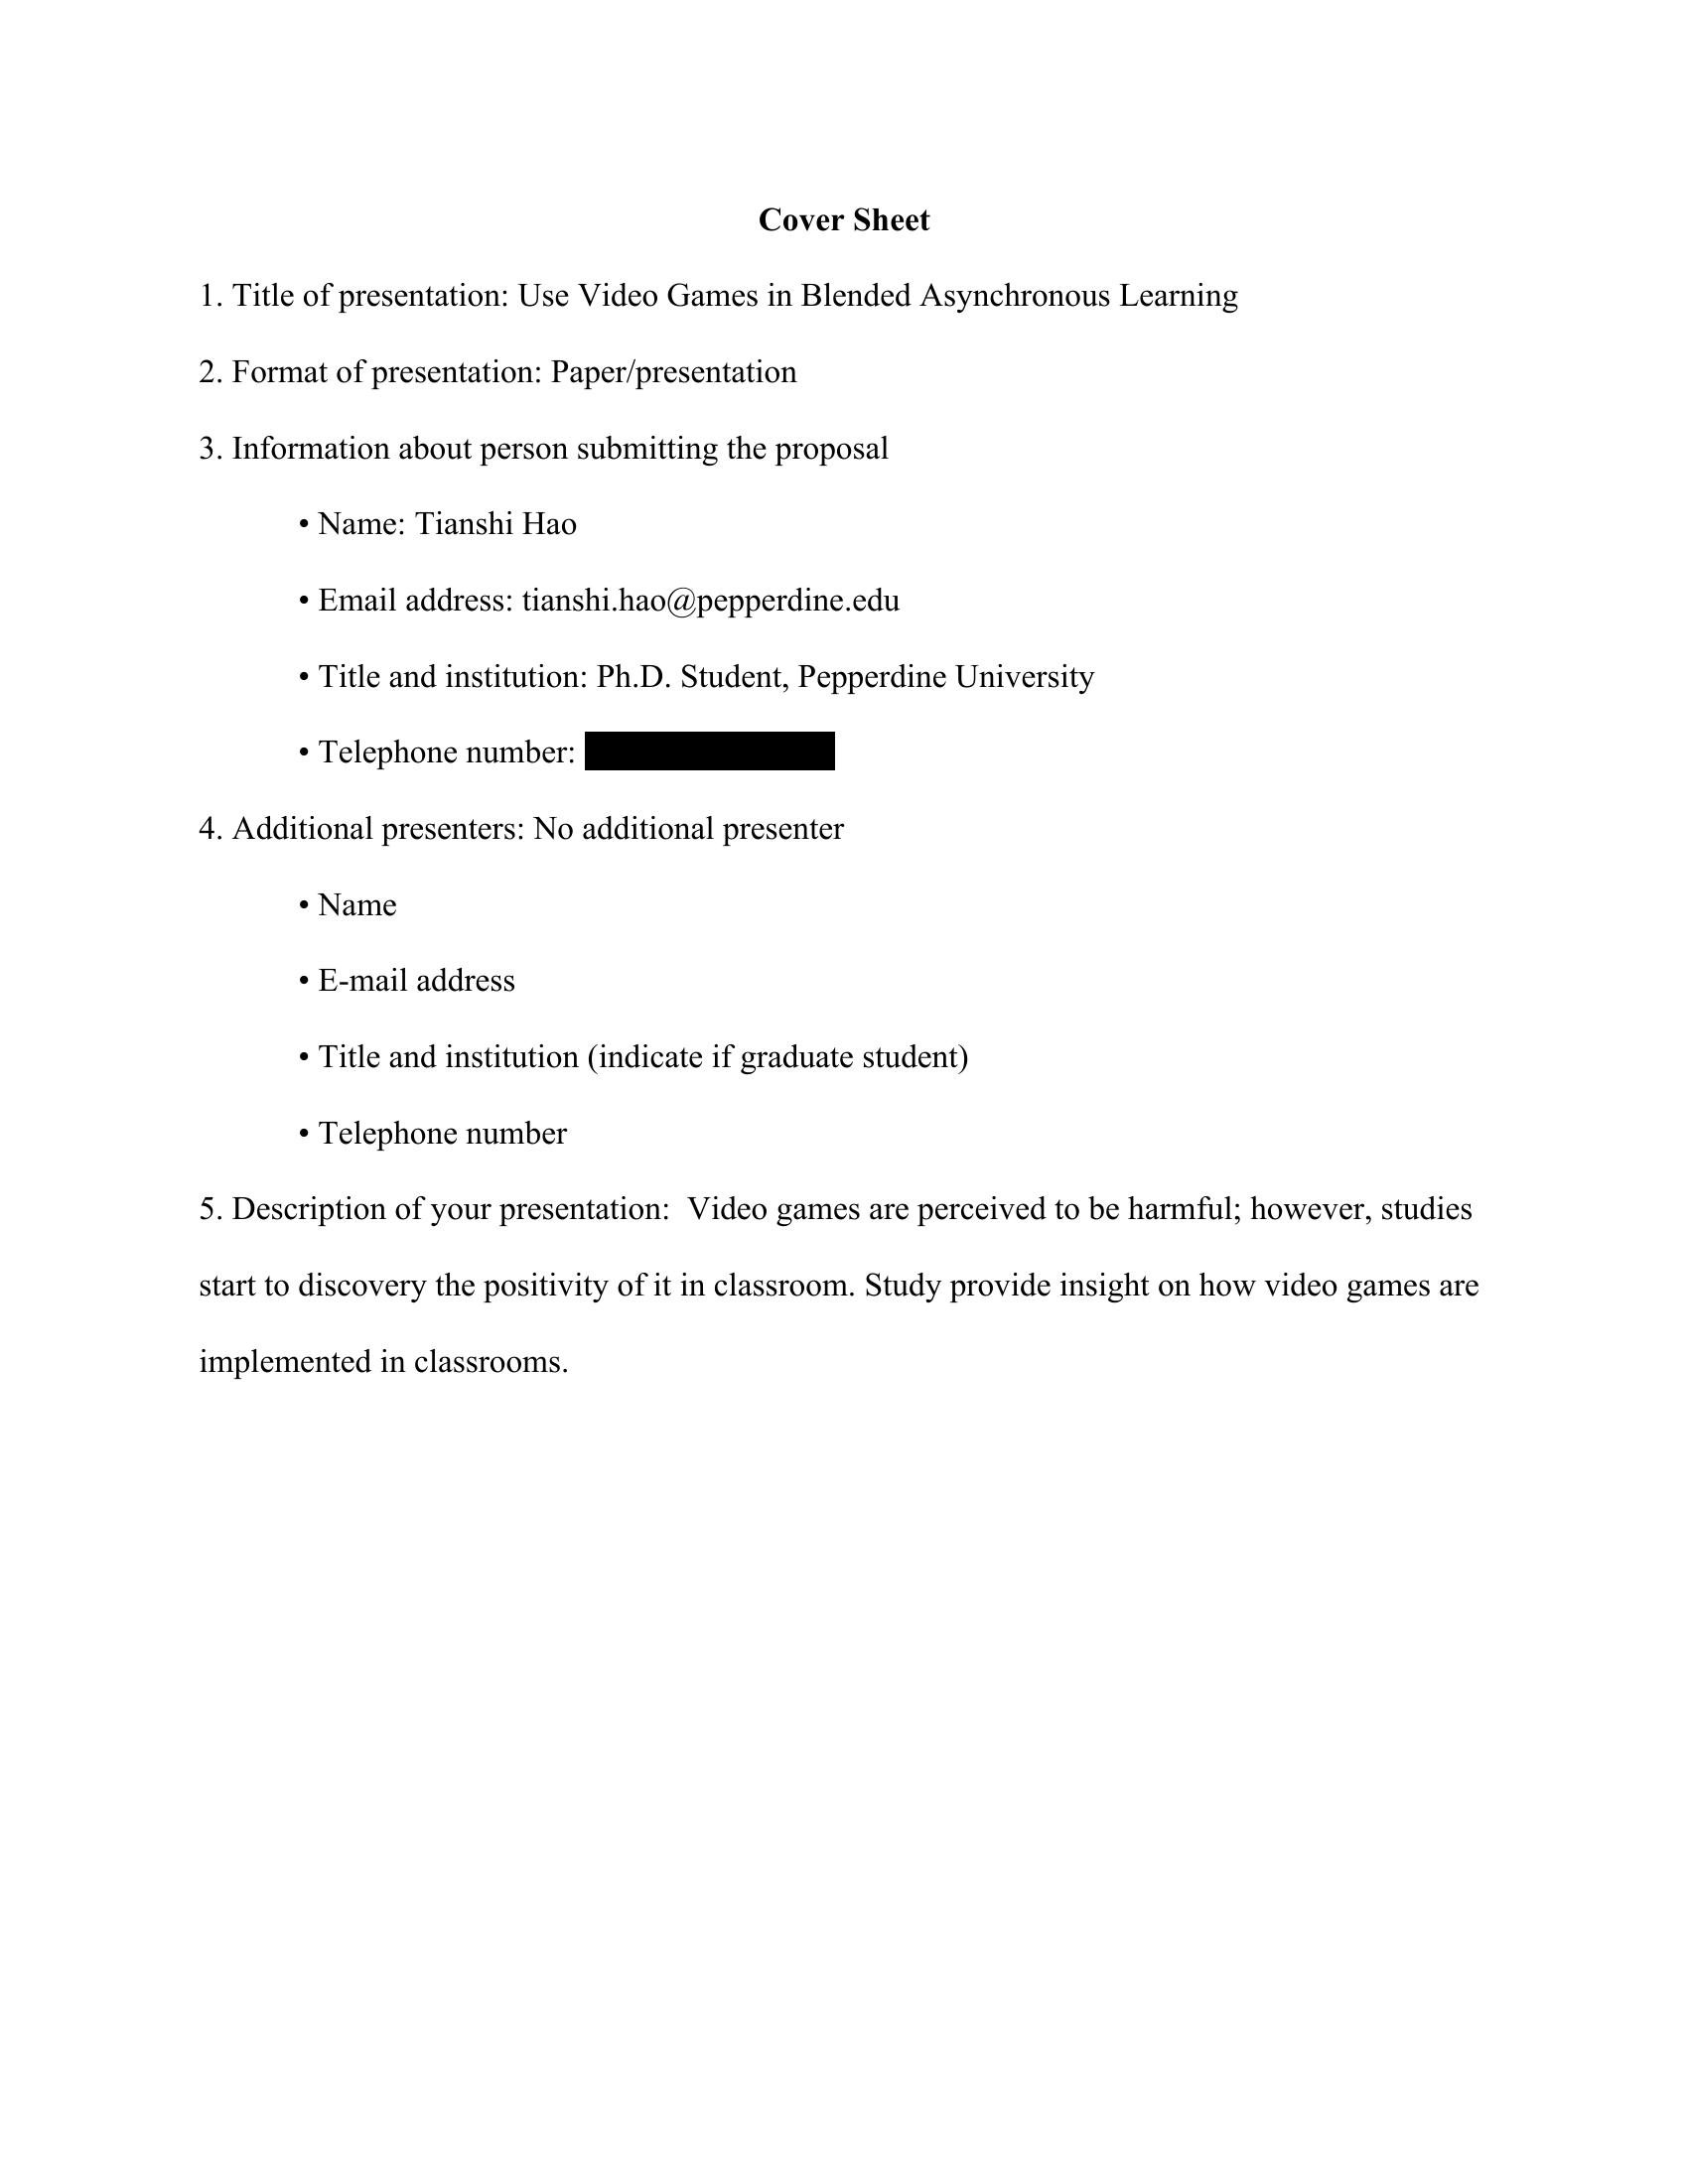 Cover Sheet
1. Title of presentation: Use Video Games in Blended Asynchronous Learning
2. Format of presentation: Paper/presentation
3. Information about person submitting the proposal
• Name: Tianshi Hao
• Email address: tianshi.hao@pepperdine.edu
• Title and institution: Ph.D. Student, Pepperdine University
• Telephone number:
4. Additional presenters: No additional presenter
• Name
• E-mail address
• Title and institution (indicate if graduate student)
• Telephone number
5. Description of your presentation:  Video games are perceived to be harmful; however, studies
start to discovery the positivity of it in classroom. Study provide insight on how video games are
implemented in classrooms.